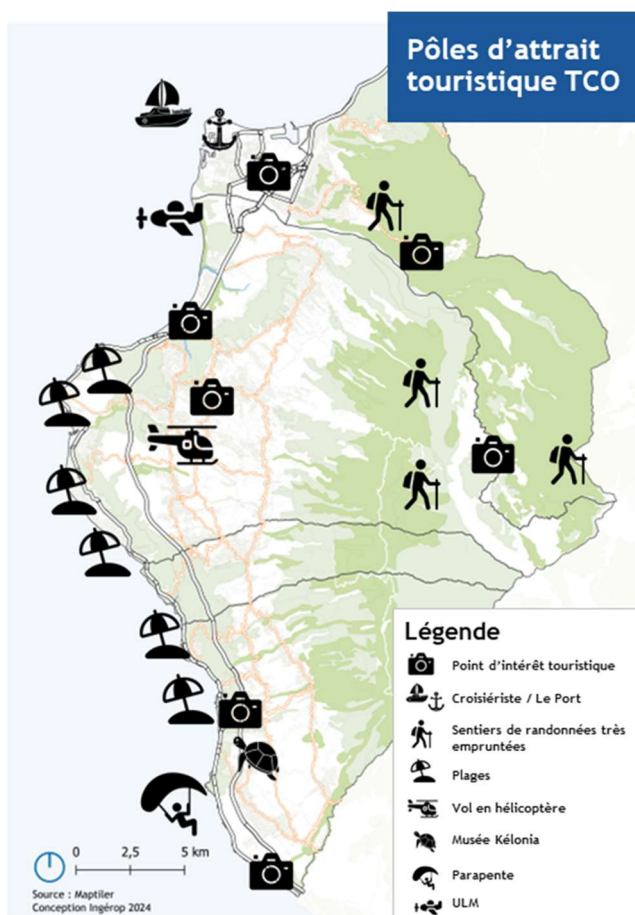 Pôles d'attrait
touristique TCO
Légende
Point d'intérêt touristique
Croisiériste / Le Port
Sentiers de randonnées très
empruntées
Plages
Vol en hélicoptère
Musée Kélonia
Parapente
ULM
0 2,5 5 km
Source : Maptiler
Conception Ingérop 2024